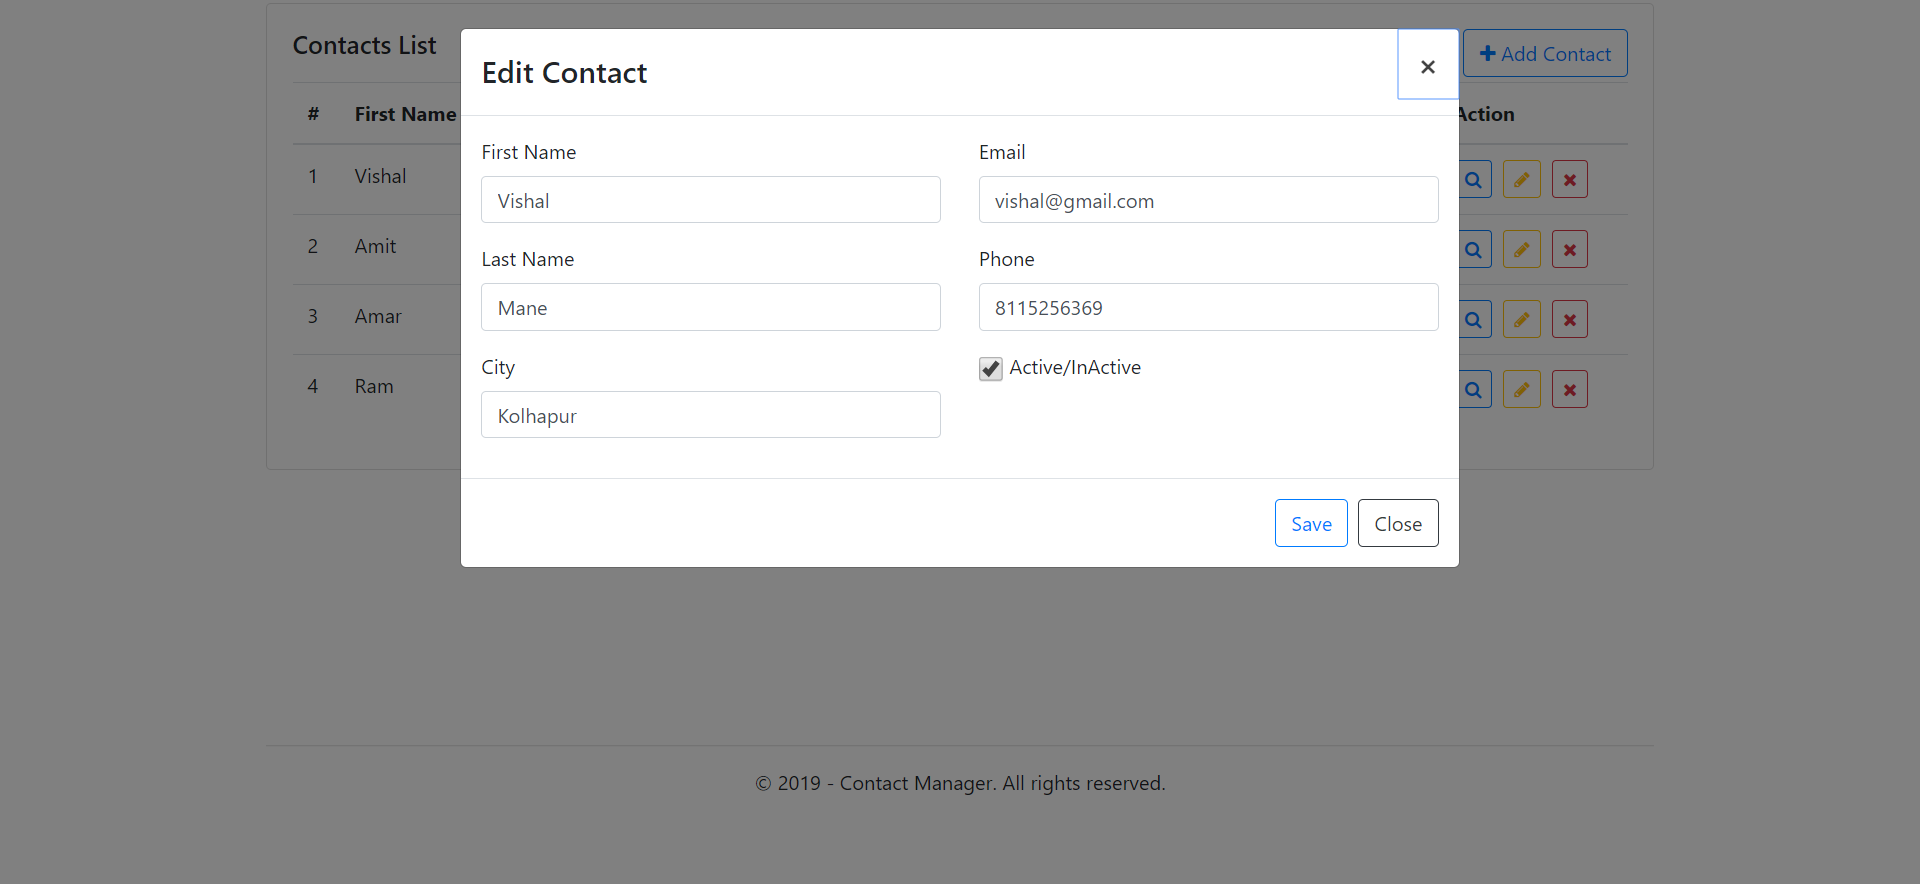 Contacts List
Edit Contact
×
Add Contact
# First Name
Action
First Name
Email
1 Vishal
Vishal
vishal@gmail.com
2 Amit
Last Name
Phone
Mane
8115256369
3 Amar
City
Active/InActive
4 Ram
Kolhapur
Save Close
© 2019 - Contact Manager. All rights reserved.